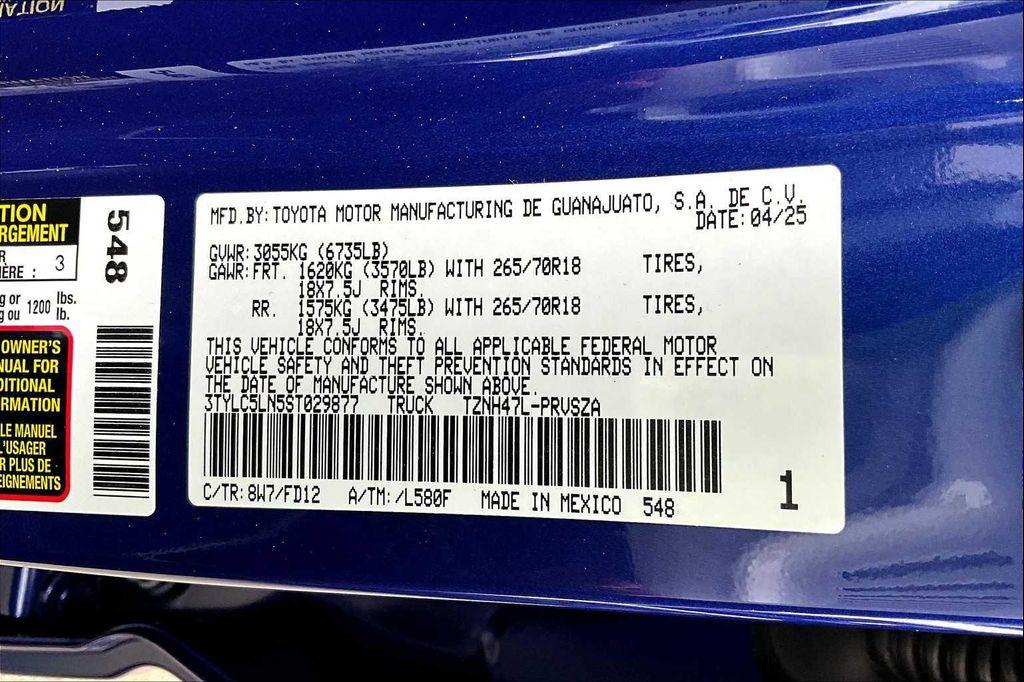 TION
RGEMENT
R
IÈRE : 3
g or 1200 lbs.
g ou lb.
OWNER'S
NUAL FOR
DITIONAL
RMATION
LE MANUEL
L'USAGER
R PLUS DE
EIGNEMENTS
548
MFD.BY:TOYOTA MOTOR MANUFACTURING DE GUANAJUATO, S.A. DE C.V.
DATE:04/25
GVWR:3055KG (6735LB)
GAWR:FRT. 1620KG (3570LB) WITH 265/70R18 TIRES,
18X7.5J RIMS.
RR. 1575KG (3475LB) WITH 265/70R18 TIRES,
18X7.5J RIMS.
THIS VEHICLE CONFORMS TO ALL APPLICABLE FEDERAL MOTOR
VEHICLE SAFETY AND THEFT PREVENTION STANDARDS IN EFFECT ON
THE DATE OF MANUFACTURE SHOWN ABOVE.
3TYLC5LN5ST029877 TRUCK TZNH47L-PRVSZA
C/TR:8W7/FD12 A/TM:/L580F MADE IN MEXICO 548
1